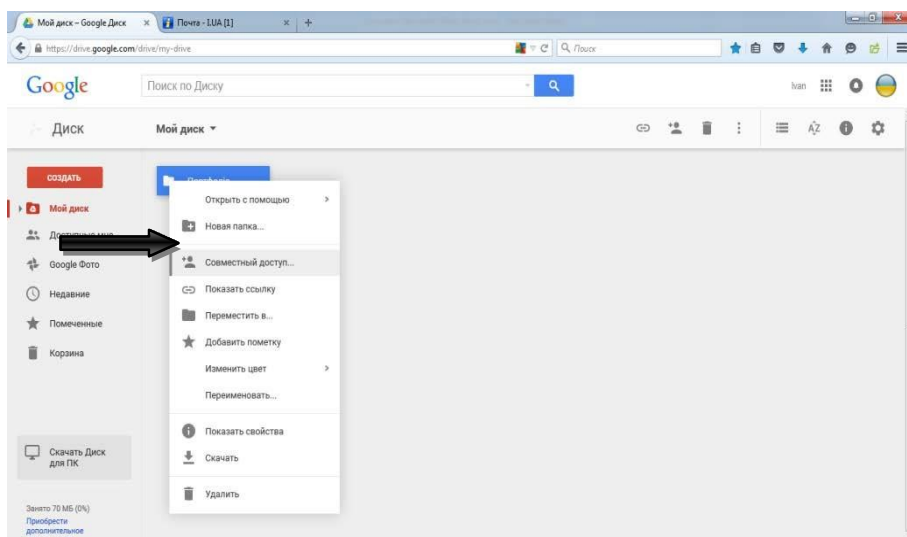 Мой диск – Google Диск
Почта - I.UA [1]
https://drive.google.com/drive/my-drive
Поиск
Google
Поиск по Диску
Ivan
Диск
Мой диск
СОЗДАТЬ
Мой диск
Google Фото
Недавние
Помеченные
Корзина
Открыть с помощью
Новая папка...
Совместный доступ...
Показать ссылку
Переместить в...
Добавить пометку
Изменить цвет
Переименовать...
Показать свойства
Скачать
Удалить
Скачать Диск
для ПК
Занято 70 МБ (0%)
Приобрести
дополнительное